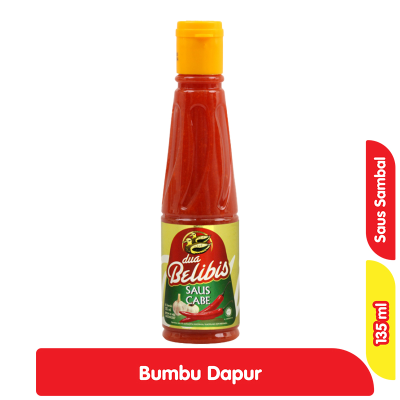 dua
Belibis
SAUS
CABE
Saus Sambal
135 ml
Bumbu Dapur